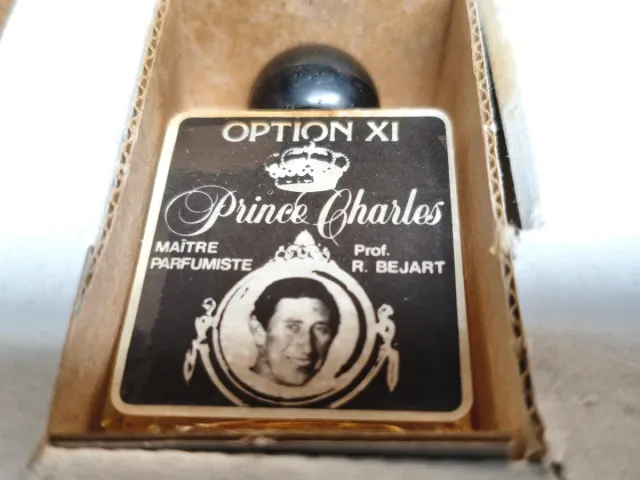 OPTION XI
Prince Charles
MAÎTRE
PARFUMISTE
Prof.
R. BEJART